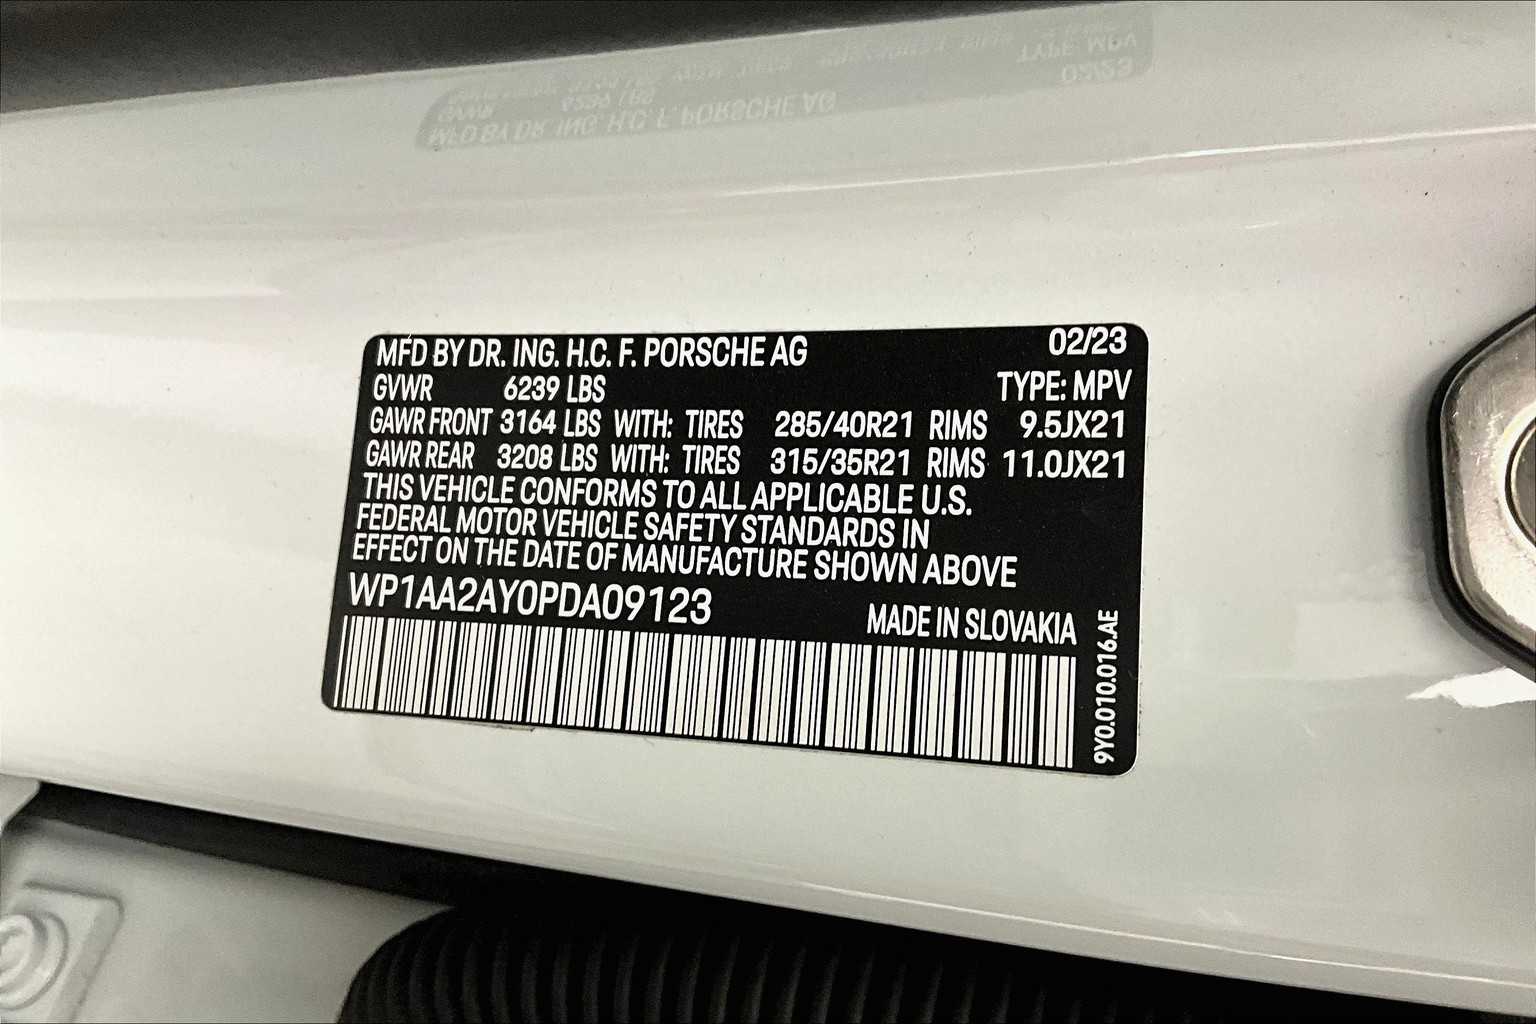 MFD BY DR. ING. H.C. F. PORSCHE AG 02/23
GVWR 6239 LBS TYPE: MPV
GAWR FRONT 3164 LBS WITH: TIRES 285/40R21 RIMS 9.5JX21
GAWR REAR 3208 LBS WITH: TIRES 315/35R21 RIMS 11.0JX21
THIS VEHICLE CONFORMS TO ALL APPLICABLE U.S.
FEDERAL MOTOR VEHICLE SAFETY STANDARDS IN
EFFECT ON THE DATE OF MANUFACTURE SHOWN ABOVE
WP1AA2AY0PDA09123
MADE IN SLOVAKIA
9Y0.010.016.AE